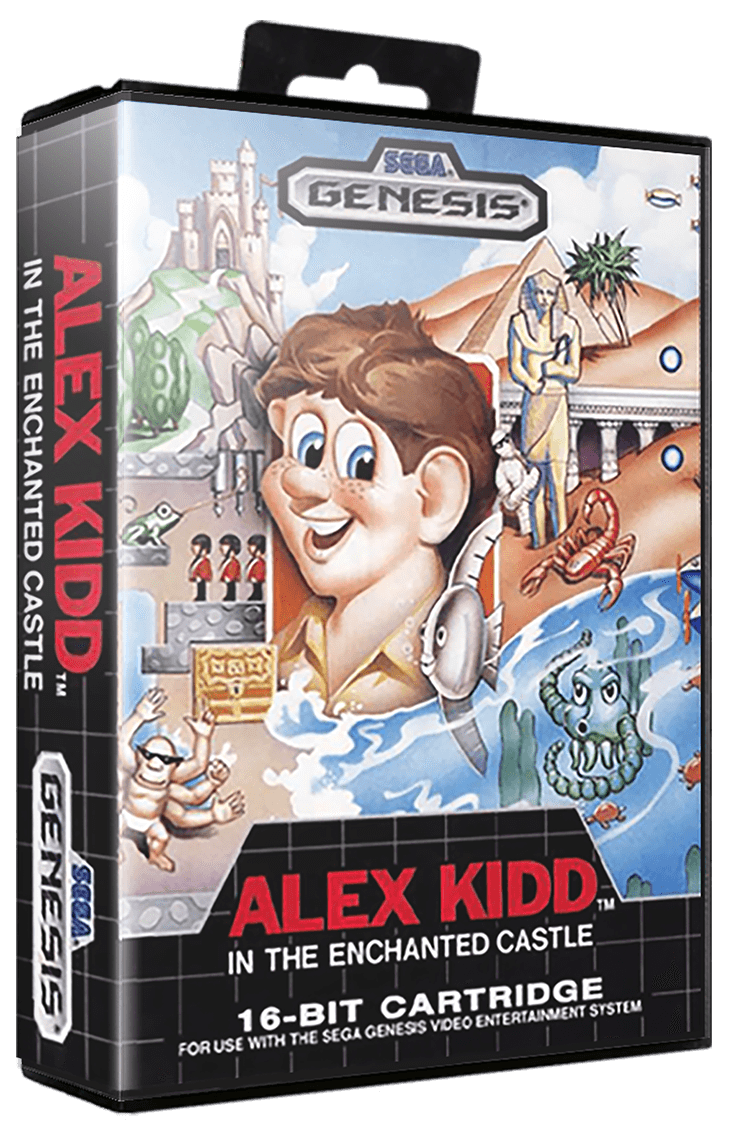 SEGA
GENESIS
ALEX KIDD™
IN THE ENCHANTED CASTLE
16-BIT CARTRIDGE
FOR USE WITH THE SEGA GENESIS VIDEO ENTERTAINMENT SYSTEM
ALEX KIDD™
IN THE ENCHANTED CASTLE
SEGA
GENESIS